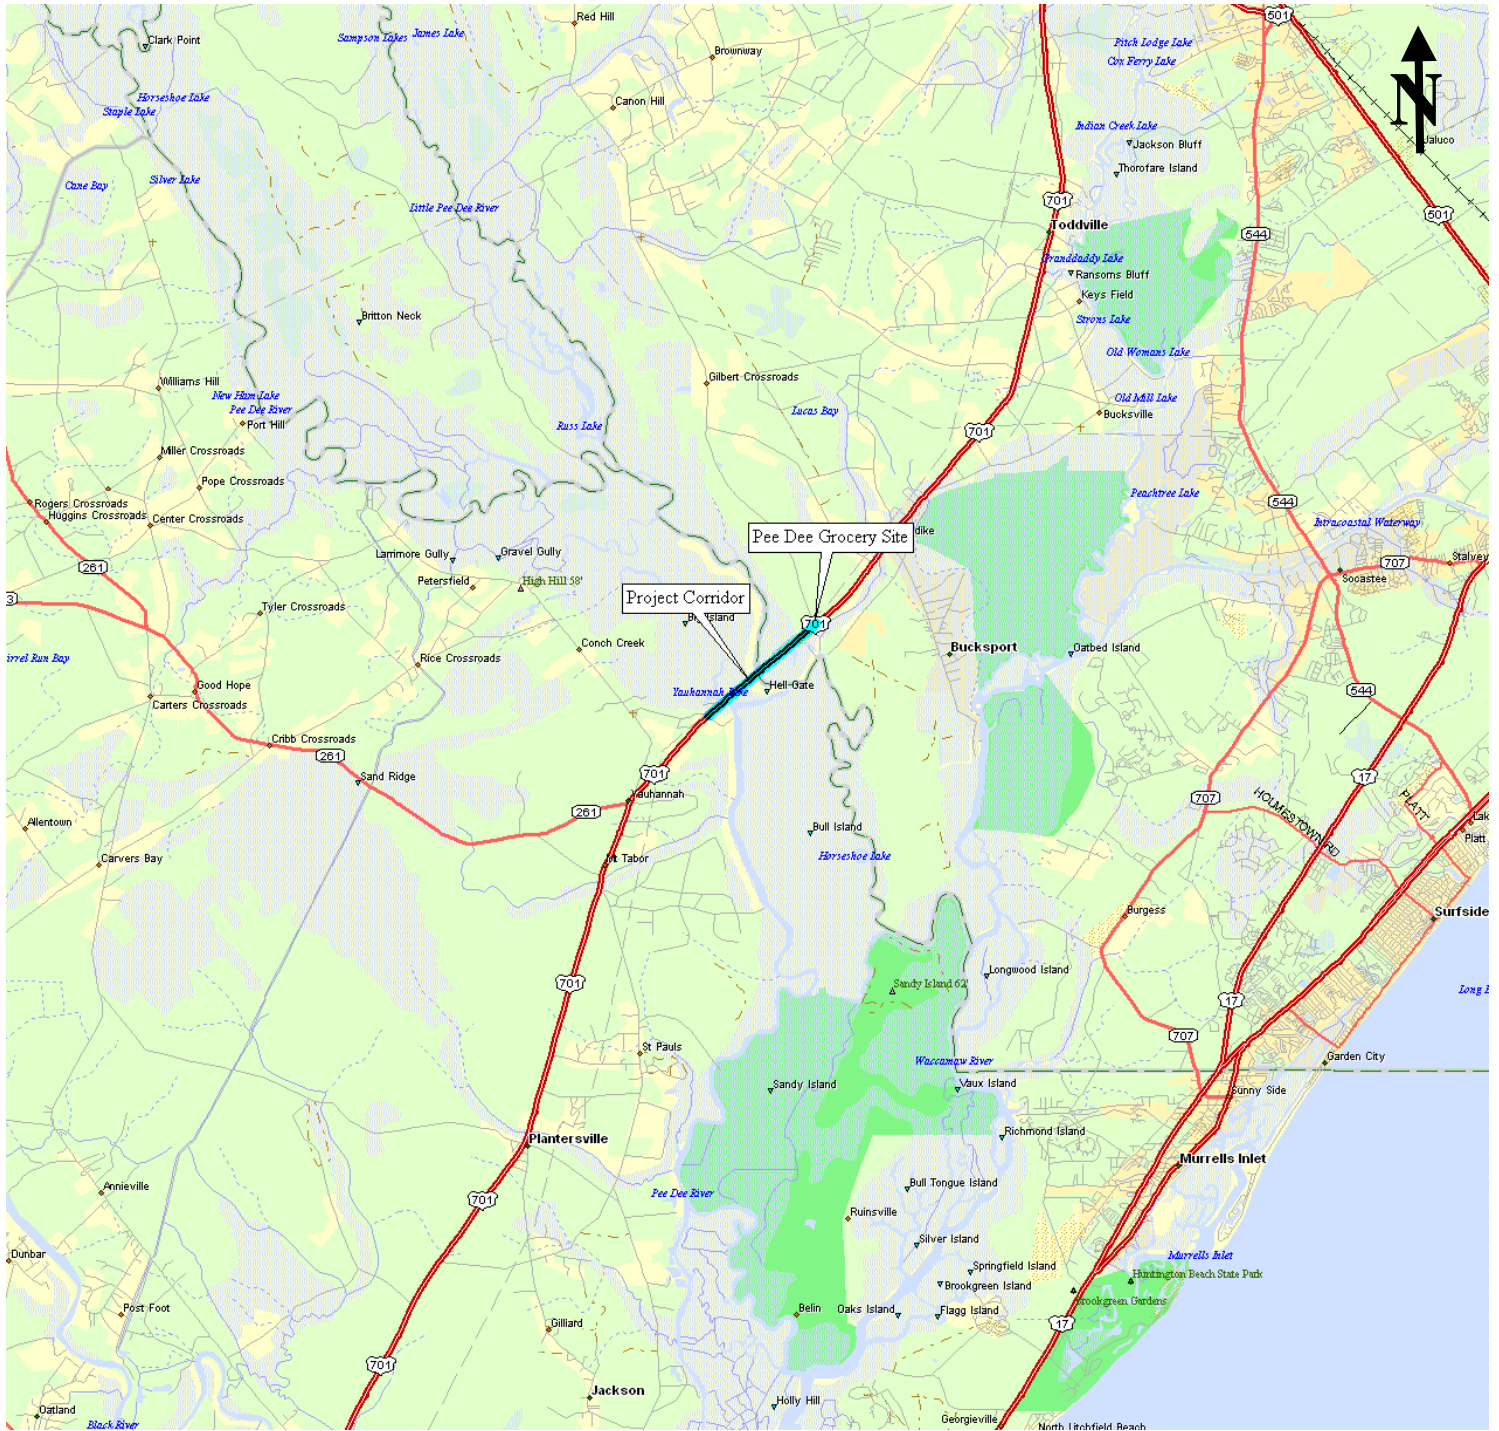 Red Hill
501
Clark Point
Sampson Lakes
James Lake
Pitch Lodge Lake
Brownway
Cox Ferry Lake
N
Horseshoe Lake
Canon Hill
Staple Lake
Indian Creek Lake
Jackson Bluff
Jaluco
Thorofare Island
Cane Bay
Silver Lake
701
Little Pee Dee River
501
Toddville
544
Granddaddy Lake
Ransoms Bluff
Keys Field
Britton Neck
Strons Lake
Old Womans Lake
Williams Hill
Gilbert Crossroads
New Ham Lake
Old Mill Lake
Pee Dee River
Lucas Bay
Bucksville
Port Hill
Russ Lake
701
Miller Crossroads
Pope Crossroads
Peachtree Lake
Rogers Crossroads
544
Huggins Crossroads
Center Crossroads
Intracoastal Waterway
dike
Pee Dee Grocery Site
Larrimore Gully
Gravel Gully
Stalvey
707
261
Petersfield
High Hill 58'
Socastee
3
Project Corridor
Tyler Crossroads
701
Conch Creek
Bucksport
Oatbed Island
irrel Run Bay
Rice Crossroads
Good Hope
Hell Gate
544
Yauhannah Lake
Carters Crossroads
Cribb Crossroads
261
Sand Ridge
701
17
Yauhannah
707
HOLMESTOWN RD
PLATT
261
Lak
Allentown
Bull Island
Platt
Carvers Bay
Mt Tabor
Horseshoe Lake
Burgess
Surfside
Longwood Island
701
Sandy Island 62'
Long B
17
707
St Pauls
Garden City
Waccamaw River
Sandy Island
Vaux Island
Sunny Side
Richmond Island
Plantersville
Murrells Inlet
Annieville
Pee Dee River
Bull Tongue Island
701
Ruinsville
Silver Island
Dunbar
Murrells Inlet
Springfield Island
Huntington Beach State Park
Brookgreen Island
Brookgreen Gardens
Post Foot
Belin
Oaks Island
Flagg Island
Gilliard
17
701
Jackson
Holly Hill
Oatland
Georgieville
Black River
North Litchfield Beach